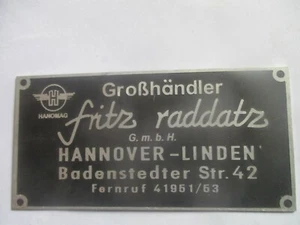 Großhändler
H
HANOMAG
fritz raddatz
G.m.b.H.
HANNOVER-LINDEN
Badenstedter Str. 42
Fernruf 41951/53